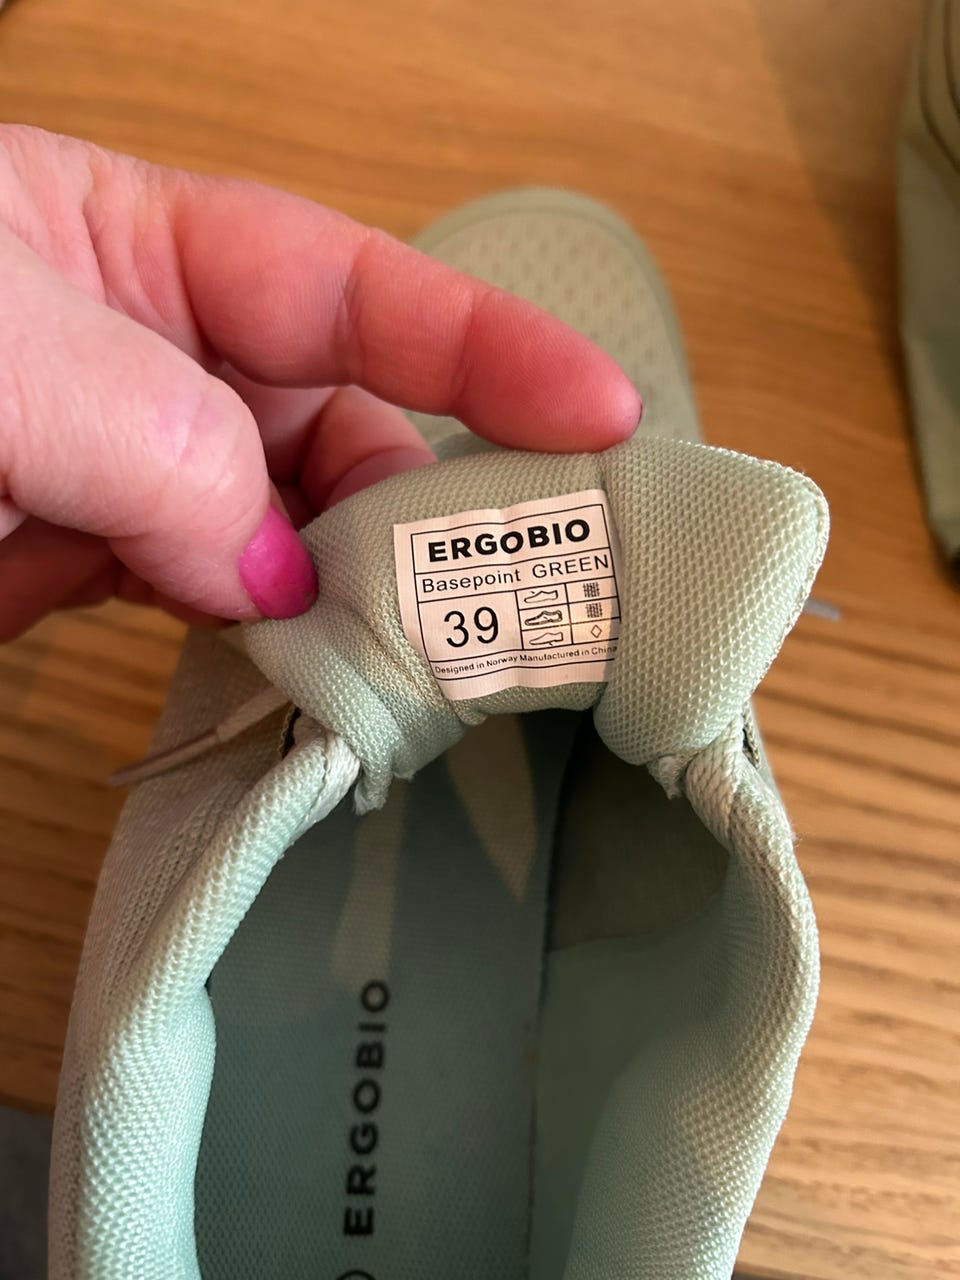 ERGOBIO
Basepoint GREEN
39
Designed in Norway Manufactured in China
ERGOBIO